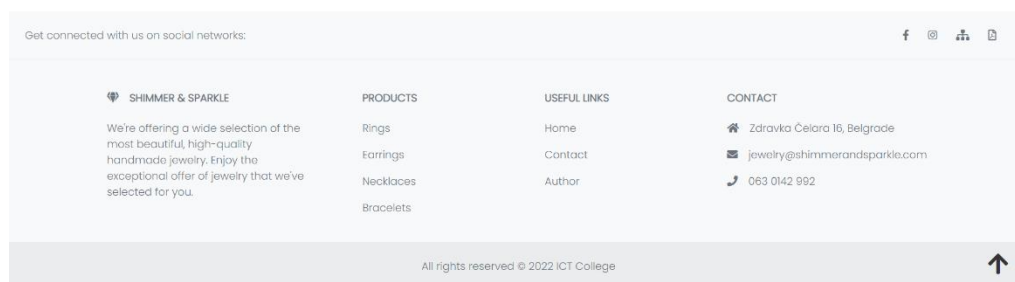 Get connected with us on social networks:
SHIMMER & SPARKLE
We're offering a wide selection of the
most beautiful, high-quality
handmade jewelry. Enjoy the
exceptional offer of jewelry that we've
selected for you.
PRODUCTS
Rings
Earrings
Necklaces
Bracelets
USEFUL LINKS
Home
Contact
Author
CONTACT
Zdravka Čelara 16, Belgrade
jewelry@shimmerandsparkle.com
063 0142 992
All rights reserved © 2022 ICT College